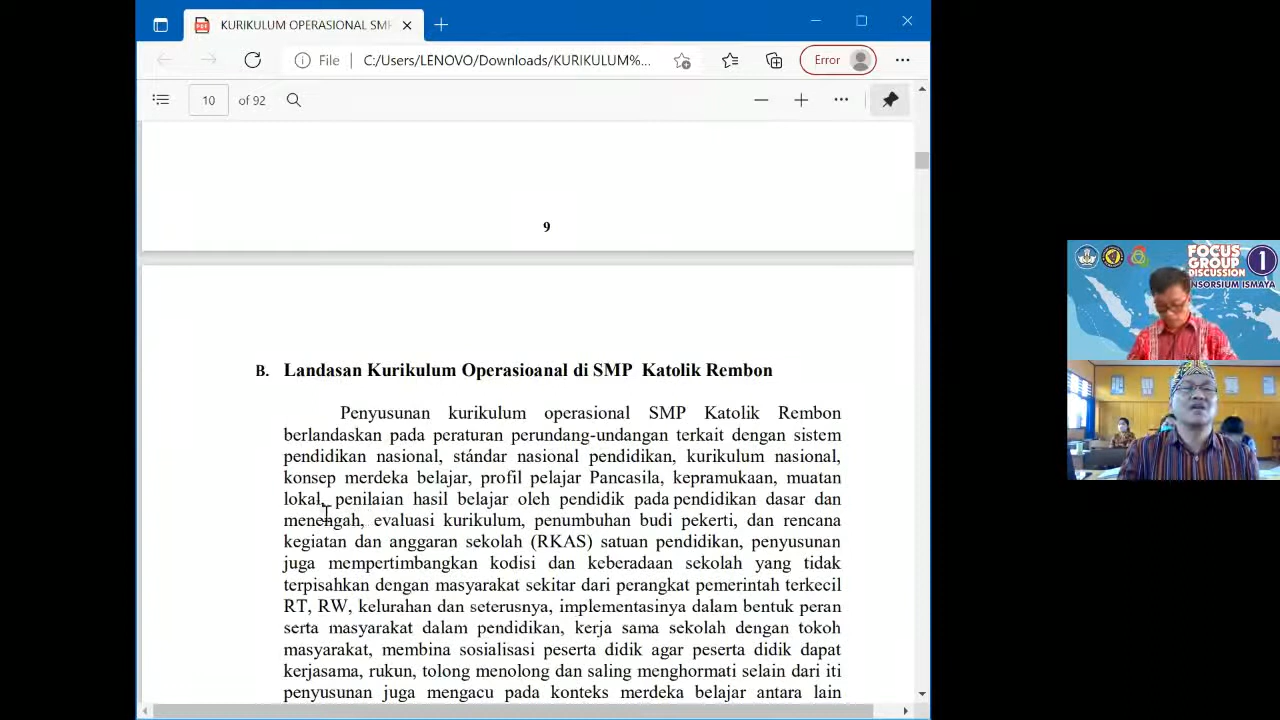 KURIKULUM OPERASIONAL SMP
File
C:/Users/LENOVO/Downloads/KURIKULUM%...
Error
10 of 92
9
B. Landasan Kurikulum Operasioanal di SMP Katolik Rembon
Penyusunan kurikulum operasional SMP Katolik Rembon
berlandaskan pada peraturan perundang-undangan terkait dengan sistem
pendidikan nasional, stándar nasional pendidikan, kurikulum nasional,
konsep merdeka belajar, profil pelajar Pancasila, kepramukaan, muatan
lokal, penilaian hasil belajar oleh pendidik pada pendidikan dasar dan
menengah, evaluasi kurikulum, penumbuhan budi pekerti, dan rencana
kegiatan dan anggaran sekolah (RKAS) satuan pendidikan, penyusunan
juga mempertimbangkan kodisi dan keberadaan sekolah yang tidak
terpisahkan dengan masyarakat sekitar dari perangkat pemerintah terkecil
RT, RW, kelurahan dan seterusnya, implementasinya dalam bentuk peran
serta masyarakat dalam pendidikan, kerja sama sekolah dengan tokoh
masyarakat, membina sosialisasi peserta didik agar peserta didik dapat
kerjasama, rukun, tolong menolong dan saling menghormati selain dari iti
penyusunan juga mengacu pada konteks merdeka belajar antara lain
FOCUS
GROUP
DISCUSSION
1
NSORSIUM ISMAYA